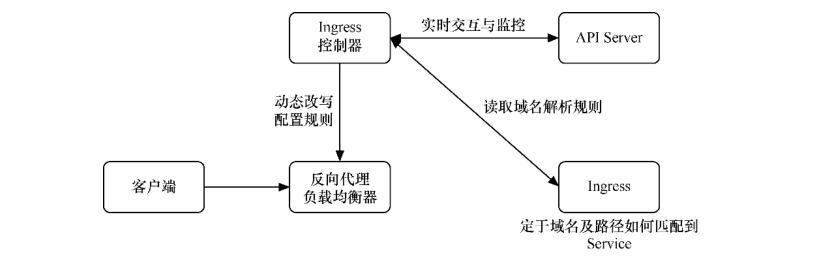 Ingress
控制器
实时交互与监控
API Server
动态改写
配置规则
读取域名解析规则
客户端
反向代理
负载均衡器
Ingress
定于域名及路径如何匹配到
Service